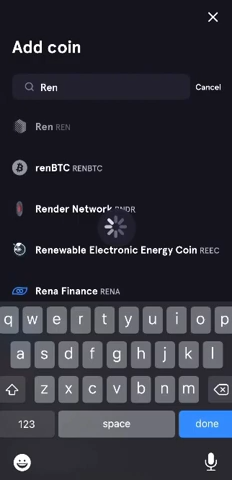 Add coin
Ren
Cancel
Ren REN
renBTC RENBTC
Render Network RNDR
Renewable Electronic Energy Coin REEC
Rena Finance RENA
q w e r t y u i o p
a s d f g h j k l
z x c v b n m
123 space done